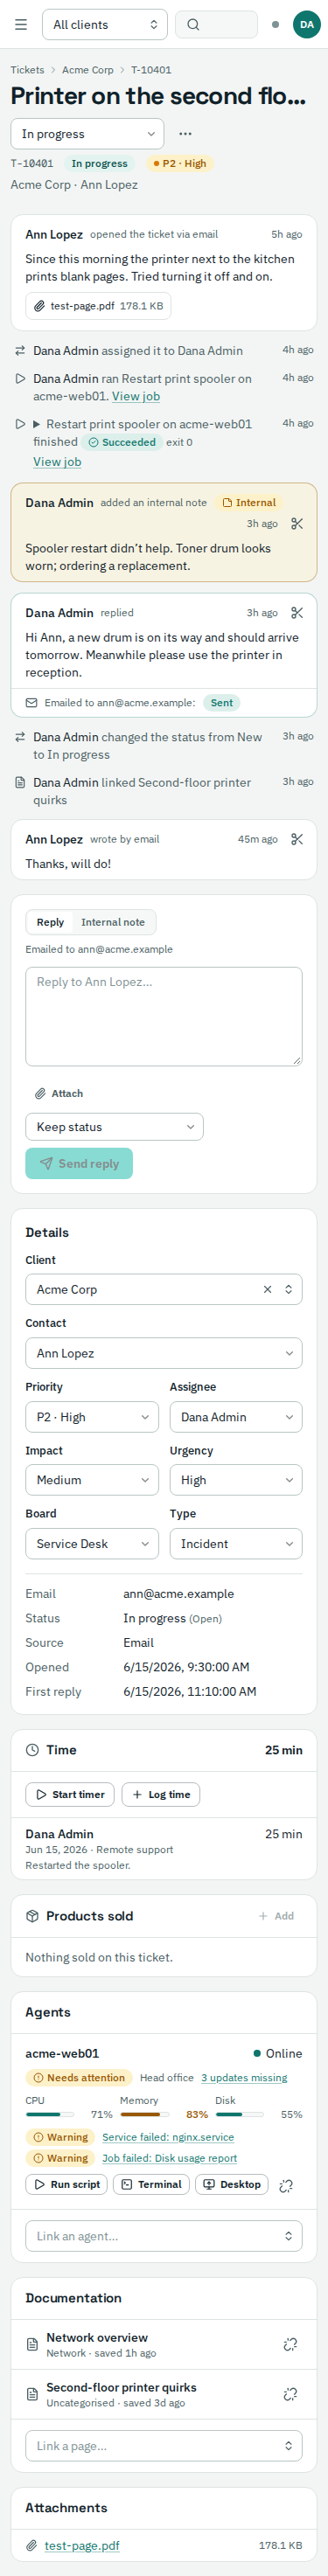 All clients
DA
Tickets > Acme Corp > T-10401
Printer on the second flo…
In progress
T-10401 In progress P2 · High
Acme Corp · Ann Lopez
Ann Lopez opened the ticket via email 5h ago
Since this morning the printer next to the kitchen
prints blank pages. Tried turning it off and on.
test-page.pdf 178.1 KB
Dana Admin assigned it to Dana Admin 4h ago
Dana Admin ran Restart print spooler on 4h ago
acme-web01. View job
Restart print spooler on acme-web01 4h ago
finished Succeeded exit 0
View job
Dana Admin added an internal note Internal
3h ago
Spooler restart didn’t help. Toner drum looks
worn; ordering a replacement.
Dana Admin replied 3h ago
Hi Ann, a new drum is on its way and should arrive
tomorrow. Meanwhile please use the printer in
reception.
Emailed to ann@acme.example: Sent
Dana Admin changed the status from New 3h ago
to In progress
Dana Admin linked Second-floor printer 3h ago
quirks
Ann Lopez wrote by email 45m ago
Thanks, will do!
Reply Internal note
Emailed to ann@acme.example
Reply to Ann Lopez…
Attach
Keep status
Send reply
Details
Client
Acme Corp
Contact
Ann Lopez
Priority Assignee
P2 · High Dana Admin
Impact Urgency
Medium High
Board Type
Service Desk Incident
Email ann@acme.example
Status In progress (Open)
Source Email
Opened 6/15/2026, 9:30:00 AM
First reply 6/15/2026, 11:10:00 AM
Time 25 min
Start timer Log time
Dana Admin 25 min
Jun 15, 2026 · Remote support
Restarted the spooler.
Products sold Add
Nothing sold on this ticket.
Agents
acme-web01 Online
Needs attention Head office 3 updates missing
CPU Memory Disk
71% 83% 55%
Warning Service failed: nginx.service
Warning Job failed: Disk usage report
Run script Terminal Desktop
Link an agent…
Documentation
Network overview
Network · saved 1h ago
Second-floor printer quirks
Uncategorised · saved 3d ago
Link a page…
Attachments
test-page.pdf 178.1 KB